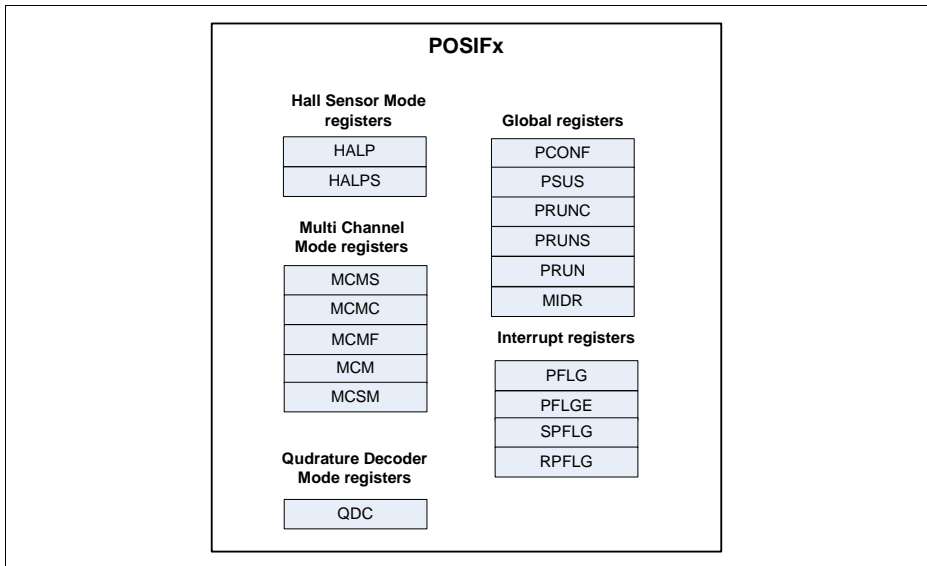 POSIFx
Hall Sensor Mode
registers
HALP
HALPS
Multi Channel
Mode registers
MCMS
MCMC
MCMF
MCM
MCSM
Qudrature Decoder
Mode registers
QDC
Global registers
PCONF
PSUS
PRUNC
PRUNS
PRUN
MIDR
Interrupt registers
PFLG
PFLGE
SPFLG
RPFLG